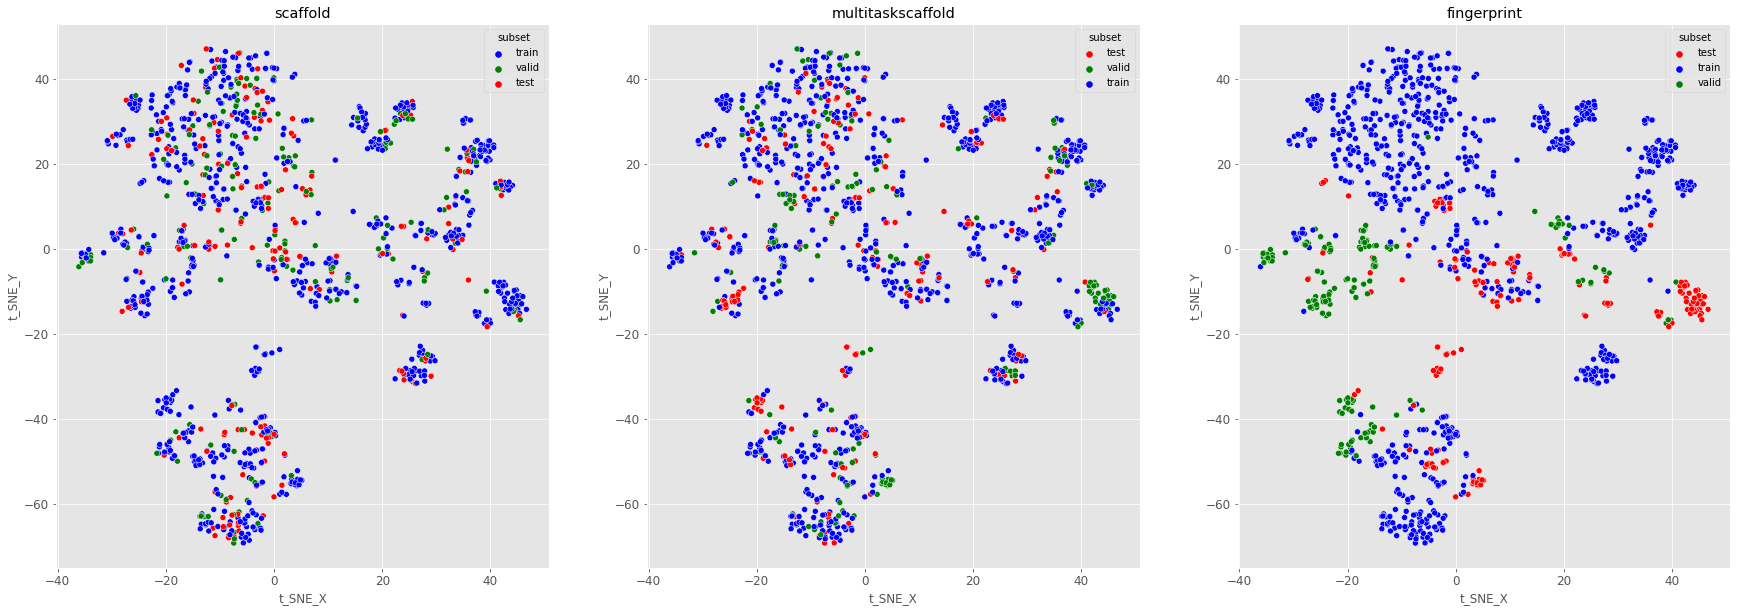 scaffold
subset
train
valid
test
40
20
0
−20
−40
−60
t_SNE_Y
−40
−20
0
20
40
t_SNE_X
multitaskscaffold
subset
test
valid
train
40
20
0
−20
−40
−60
t_SNE_Y
−40
−20
0
20
40
t_SNE_X
fingerprint
subset
test
train
valid
40
20
0
−20
−40
−60
t_SNE_Y
−40
−20
0
20
40
t_SNE_X